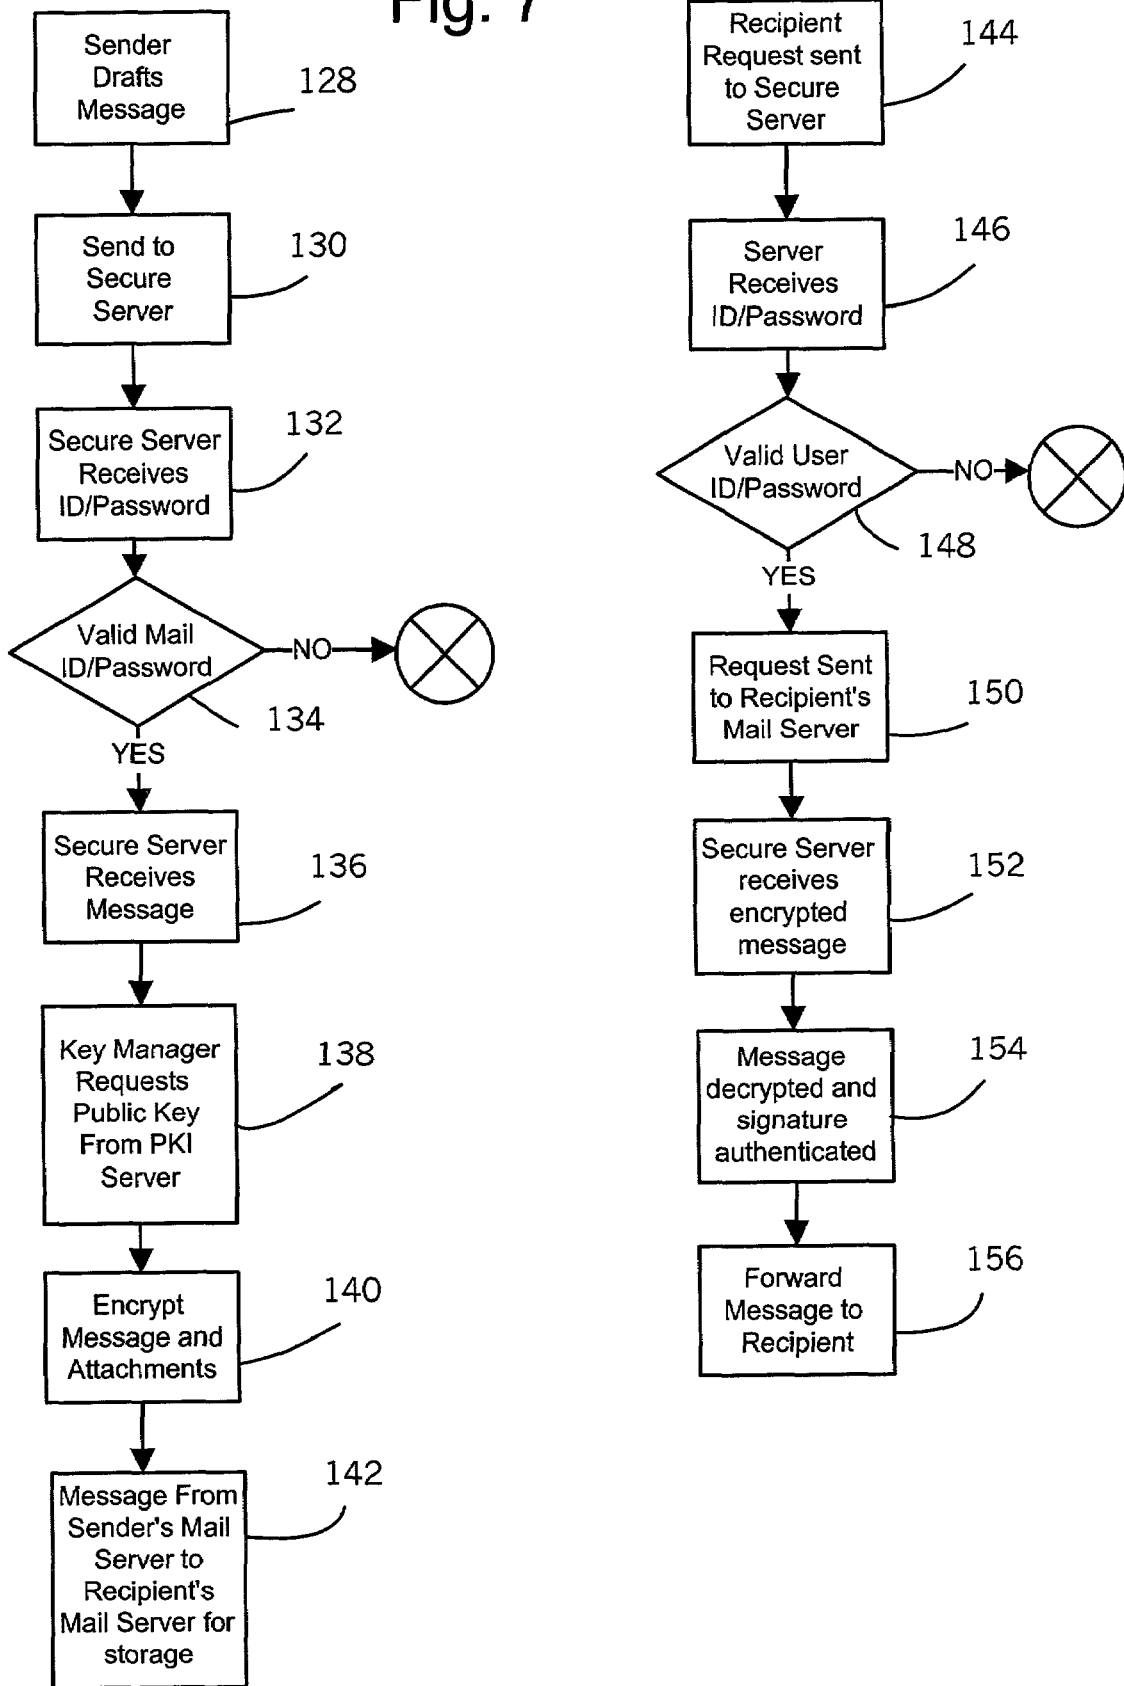 Fig. 7
Sender
Drafts
Message
128
Send to
Secure
Server
130
Secure Server
Receives
ID/Password
132
Valid Mail
ID/Password
NO
134
YES
Secure Server
Receives
Message
136
Key Manager
Requests
Public Key
From PKI
Server
138
Encrypt
Message and
Attachments
140
Message From
Sender's Mail
Server to
Recipient's
Mail Server for
storage
142
Recipient
Request sent
to Secure
Server
144
Server
Receives
ID/Password
146
Valid User
ID/Password
NO
148
YES
Request Sent
to Recipient's
Mail Server
150
Secure Server
receives
encrypted
message
152
Message
decrypted and
signature
authenticated
154
Forward
Message to
Recipient
156